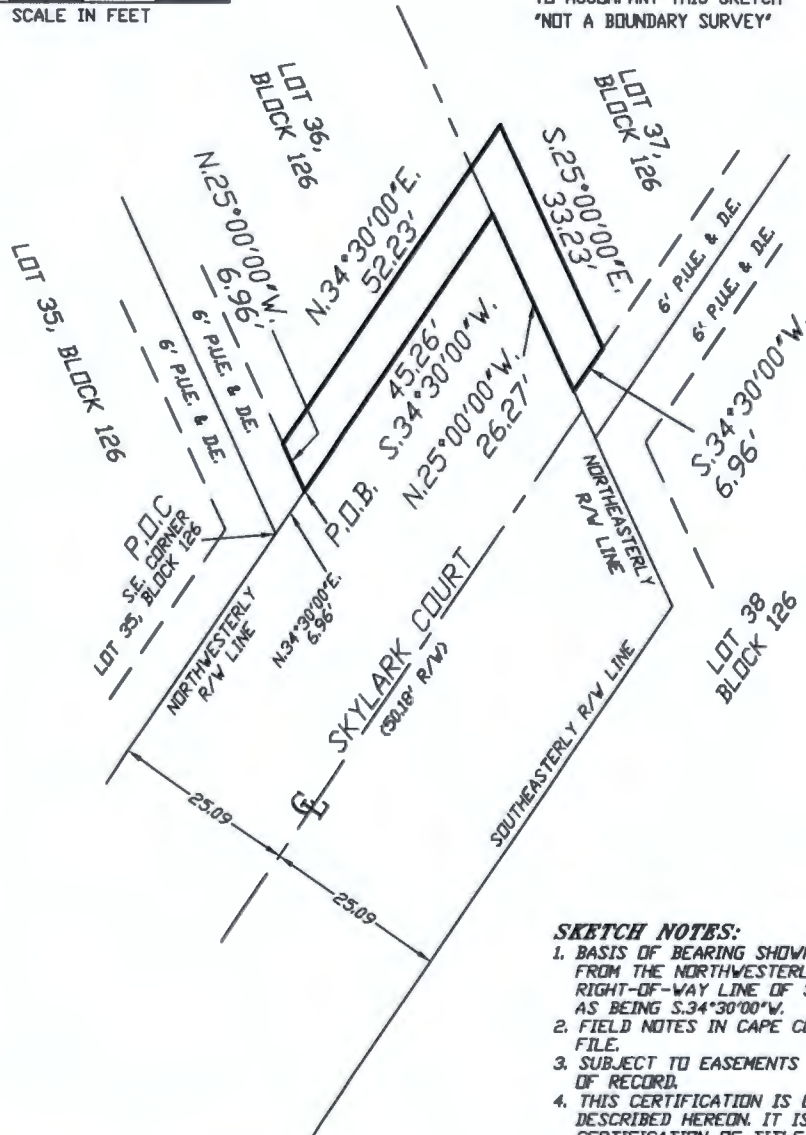 SCALE IN FEET
"NOT A BOUNDARY SURVEY"
LOT 36,
BLOCK 126
LOT 37,
BLOCK 126
N.25°00'00"W.
6.96'
N.34°30'00"E.
52.23'
S.25°00'00"E.
33.23'
LOT 35, BLOCK 126
6' P.U.E. & D.E.
6' P.U.E. & D.E.
6' P.U.E. & D.E.
6' P.U.E. & D.E.
45.26'
S.34°30'00"W.
N.25°00'00"W.
26.27'
S.34°30'00"W.
6.96'
P.O.B.
P.O.C
S.E. CORNER
LOT 35, BLOCK 126
N.34°30'00"E.
6.96'
NORTHWESTERLY
R/W LINE
NORTHEASTERLY
R/W LINE
SKYLARK COURT
(50.18' R/W)
LOT 38
BLOCK 126
SOUTHEASTERLY R/W LINE
25.09
CL
25.09
SKETCH NOTES:
1. BASIS OF BEARING SHOWN
FROM THE NORTHWESTERLY
RIGHT-OF-WAY LINE OF
AS BEING S.34°30'00"W.
2. FIELD NOTES IN CAPE
FILE.
3. SUBJECT TO EASEMENTS
OF RECORD.
4. THIS CERTIFICATION IS
DESCRIBED HEREON. IT IS